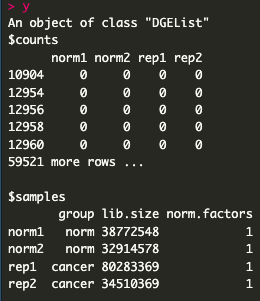 > y
An object of class "DGEList"
$counts
norm1 norm2 rep1 rep2
10904 0 0 0 0
12954 0 0 0 0
12956 0 0 0 0
12958 0 0 0 0
12960 0 0 0 0
59521 more rows ...
$samples
group lib.size norm.factors
norm1 norm 38772548 1
norm2 norm 32914578 1
rep1 cancer 80283369 1
rep2 cancer 34510369 1